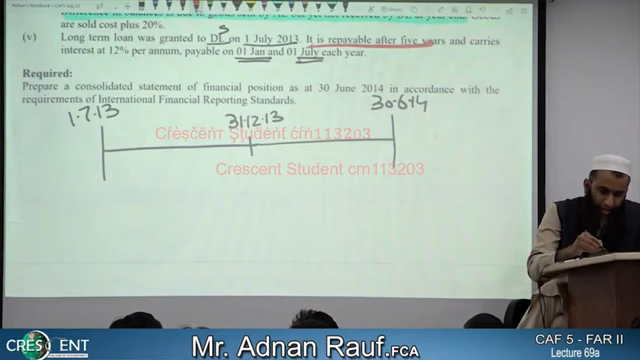 are sold cost plus 20%.
(v) Long term loan was granted to DL on 1 July 2013. It is repayable after five years and carries
S
interest at 12% per annum, payable on 01 Jan and 01 July each year.
Required:
Prepare a consolidated statement of financial position as at 30 June 2014 in accordance with the
requirements of International Financial Reporting Standards.
1.7.13
31.12.13
30.6.14
Crescent Student crn113203
Crescent Student crn113203
CRESCENT
Mr. Adnan Rauf.FCA
CAF 5 - FAR II
Lecture 69a